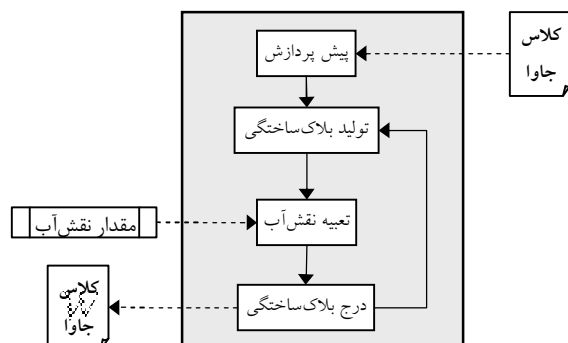 کلاس
جاوا
پیش پردازش
تولید بلاک‌ساختگی
تعبیه نقش‌آب
مقدار نقش‌آب
درج بلاک‌ساختگی
کلاس
جاوا